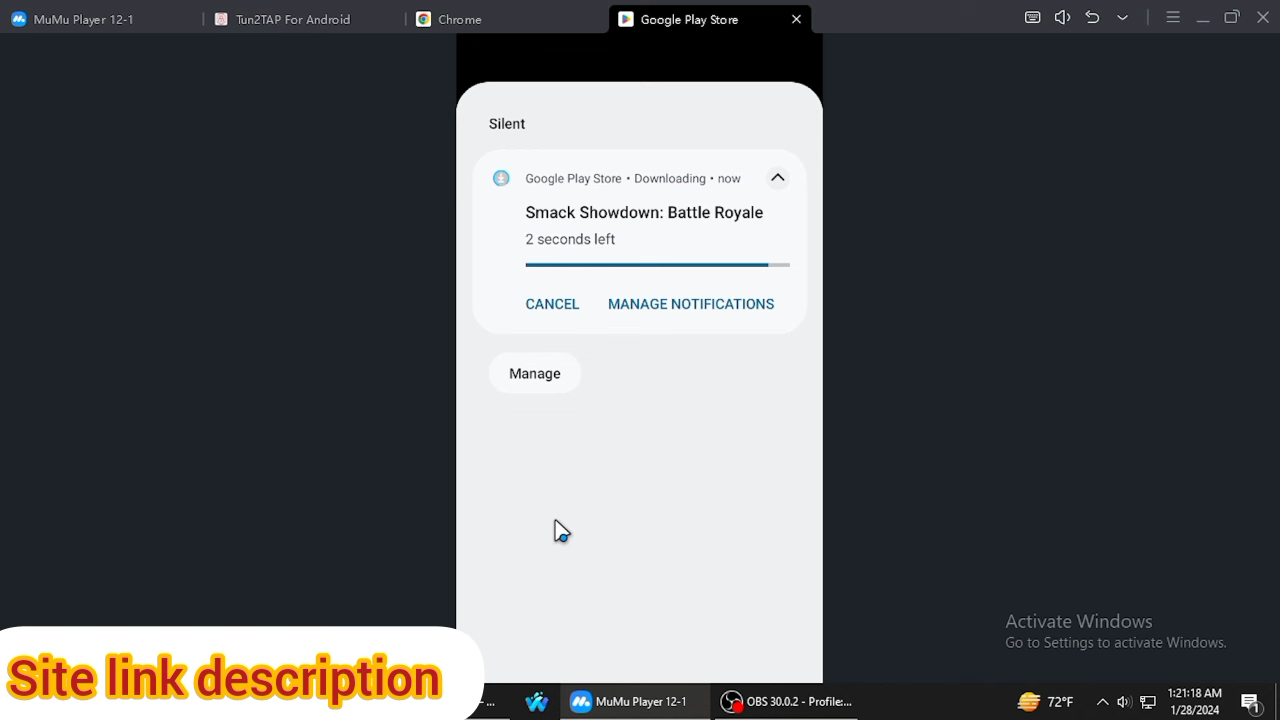 MuMu Player 12-1
Tun2TAP For Android
Chrome
Google Play Store
Silent
Google Play Store • Downloading • now
Smack Showdown: Battle Royale
2 seconds left
CANCEL MANAGE NOTIFICATIONS
Manage
Activate Windows
Go to Settings to activate Windows.
Site link description
...
MuMu Player 12-1
OBS 30.0.2 - Profile:...
72°F
1:21:18 AM
1/28/2024
1